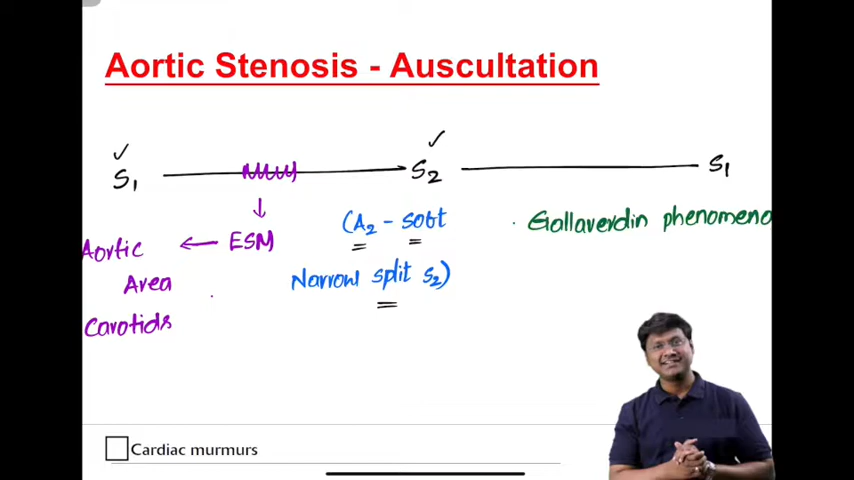 Aortic Stenosis - Auscultation
S1 S2 S1
(A2 - soft
Narrow split S2)
Gallaverdin phenomeno
Aortic ← ESM
Area
Carotids
Cardiac murmurs